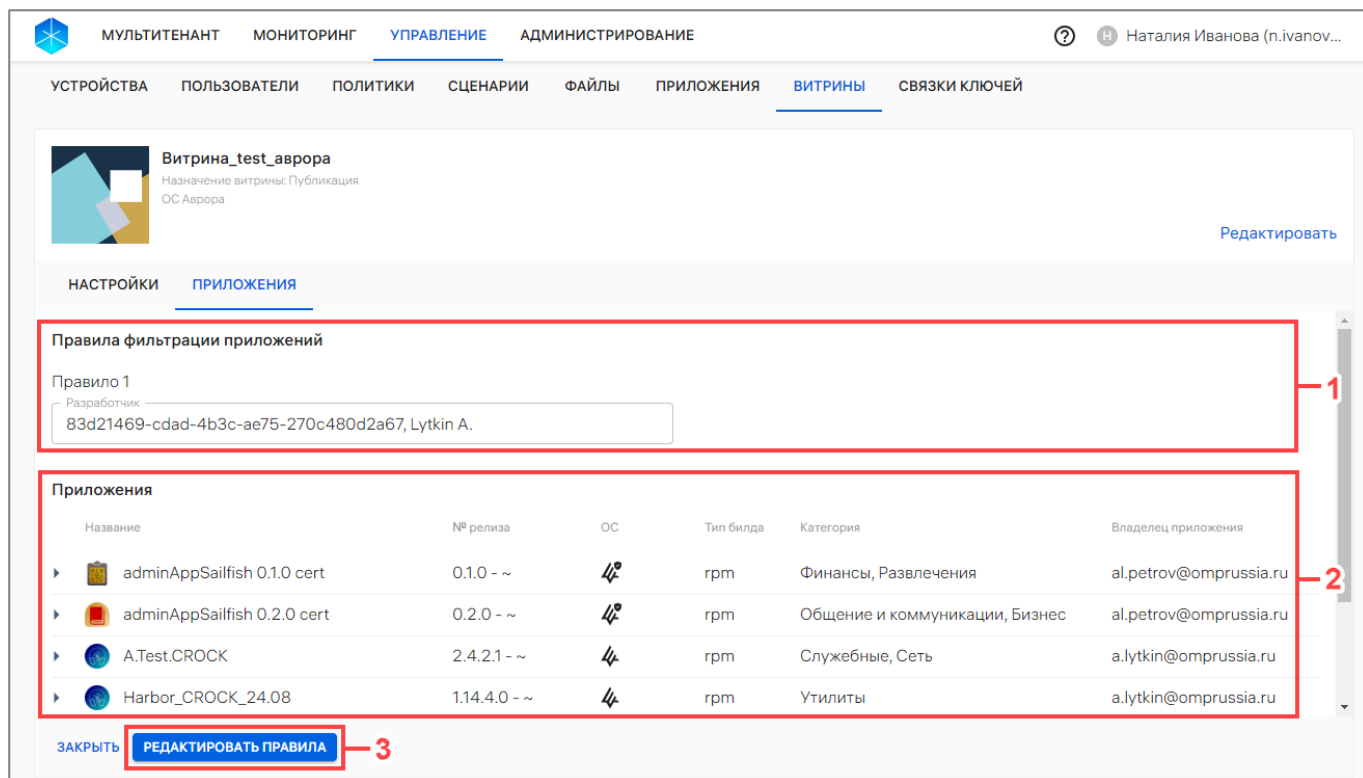 МУЛЬТИТЕНАНТ МОНИТОРИНГ УПРАВЛЕНИЕ АДМИНИСТРИРОВАНИЕ ? Н Наталия Иванова (n.ivanov...
УСТРОЙСТВА ПОЛЬЗОВАТЕЛИ ПОЛИТИКИ СЦЕНАРИИ ФАЙЛЫ ПРИЛОЖЕНИЯ ВИТРИНЫ СВЯЗКИ КЛЮЧЕЙ
Витрина_test_аврора
Назначение витрины: Публикация
ОС Аврора
Редактировать
НАСТРОЙКИ ПРИЛОЖЕНИЯ
Правила фильтрации приложений
Правило 1
Разработчик
83d21469-cdad-4b3c-ae75-270c480d2a67, Lytkin A.
1
Приложения
Название № релиза ОС Тип билда Категория Владелец приложения
adminAppSailfish 0.1.0 cert 0.1.0 - ~ rpm Финансы, Развлечения al.petrov@omprussia.ru
2
adminAppSailfish 0.2.0 cert 0.2.0 - ~ rpm Общение и коммуникации, Бизнес al.petrov@omprussia.ru
A.Test.CROCK 2.4.2.1 - ~ rpm Служебные, Сеть a.lytkin@omprussia.ru
Harbor_CROCK_24.08 1.14.4.0 - ~ rpm Утилиты a.lytkin@omprussia.ru
ЗАКРЫТЬ РЕДАКТИРОВАТЬ ПРАВИЛА 3